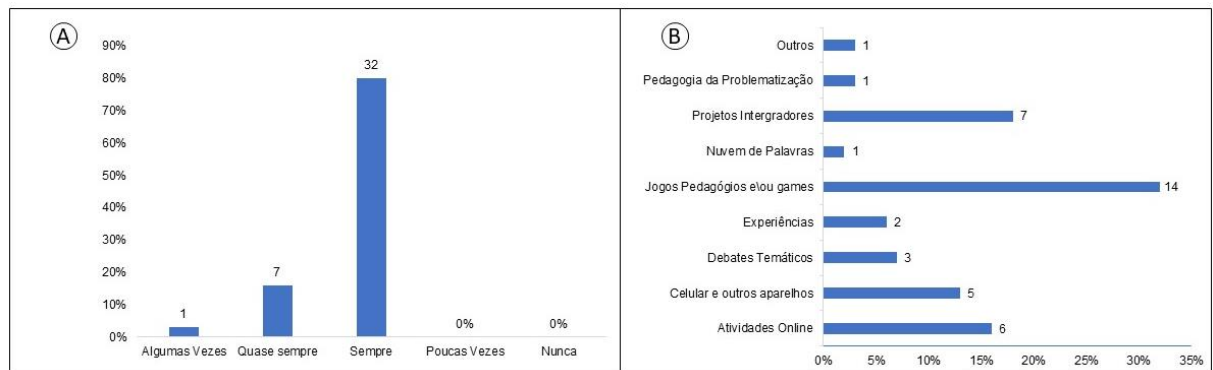 A
90%
80%
70%
60%
50%
40%
30%
20%
10%
0%
1
7
32
0%
0%
Algumas Vezes
Quase sempre
Sempre
Poucas Vezes
Nunca
B
Outros
1
Pedagogia da Problematização
1
Projetos Intergradores
7
Nuvem de Palavras
1
Jogos Pedagógios e\ou games
14
Experiências
2
Debates Temáticos
3
Celular e outros aparelhos
5
Atividades Online
6
0%
5%
10%
15%
20%
25%
30%
35%